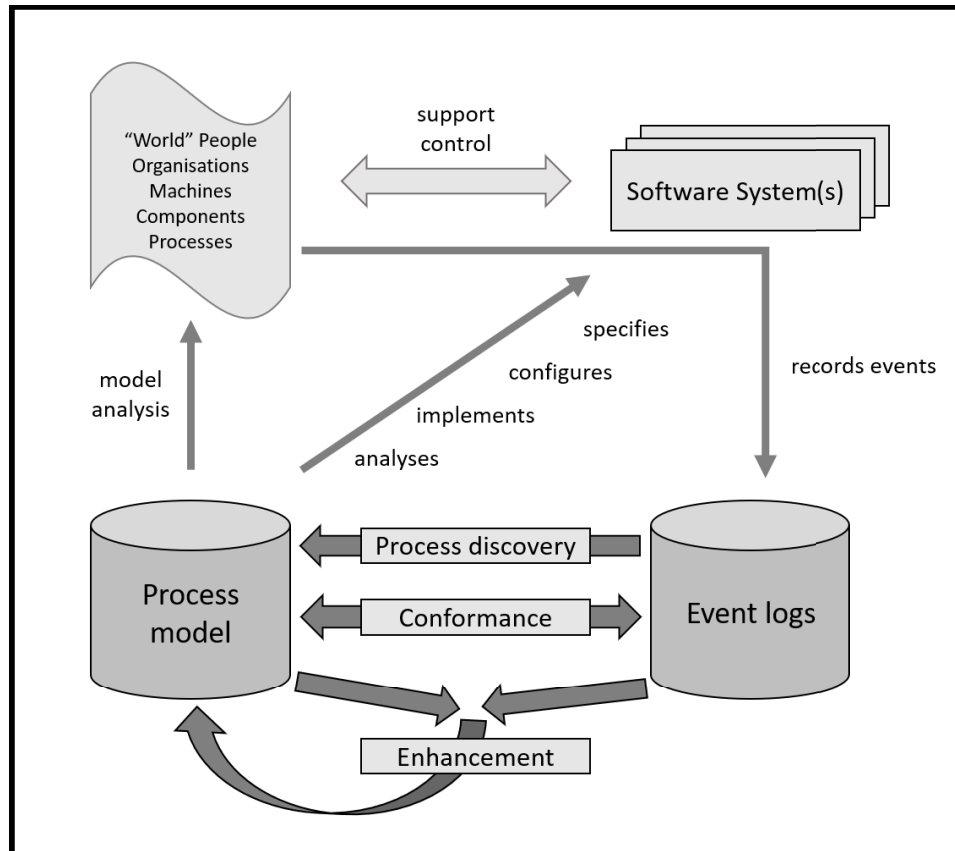 “World” People
Organisations
Machines
Components
Processes
support
control
Software System(s)
specifies
configures
implements
analyses
model
analysis
records events
Process
model
Process discovery
Conformance
Event logs
Enhancement